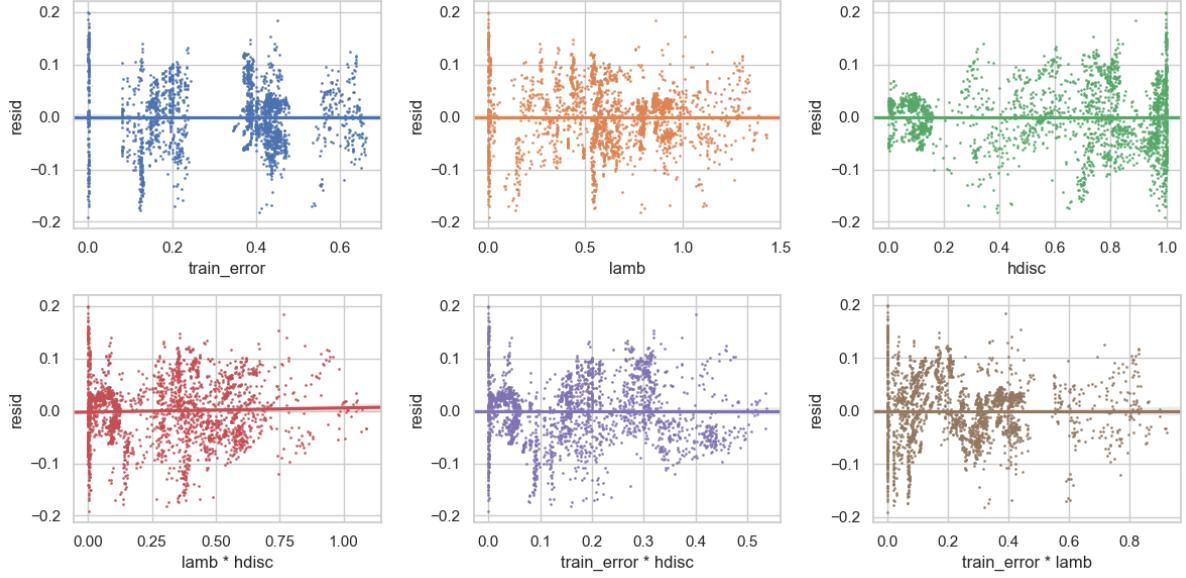 0.2
0.1
0.0
−0.1
−0.2
resid
0.0 0.2 0.4 0.6
train_error
0.2
0.1
0.0
−0.1
−0.2
resid
0.0 0.5 1.0 1.5
lamb
0.2
0.1
0.0
−0.1
−0.2
resid
0.0 0.2 0.4 0.6 0.8 1.0
hdisc
0.2
0.1
0.0
−0.1
−0.2
resid
0.00 0.25 0.50 0.75 1.00
lamb * hdisc
0.2
0.1
0.0
−0.1
−0.2
resid
0.0 0.1 0.2 0.3 0.4 0.5
train_error * hdisc
0.2
0.1
0.0
−0.1
−0.2
resid
0.0 0.2 0.4 0.6 0.8
train_error * lamb